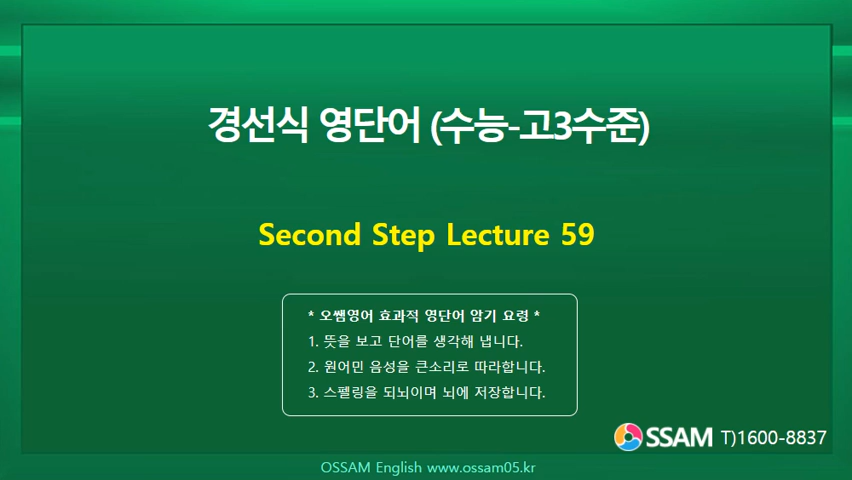 경선식 영단어 (수능-고3수준)
Second Step Lecture 59
* 오쌤영어 효과적 영단어 암기 요령 *
1. 뜻을 보고 단어를 생각해 냅니다.
2. 원어민 음성을 큰소리로 따라합니다.
3. 스펠링을 되뇌이며 뇌에 저장합니다.
SSAM T)1600-8837
OSSAM English www.ossam05.kr